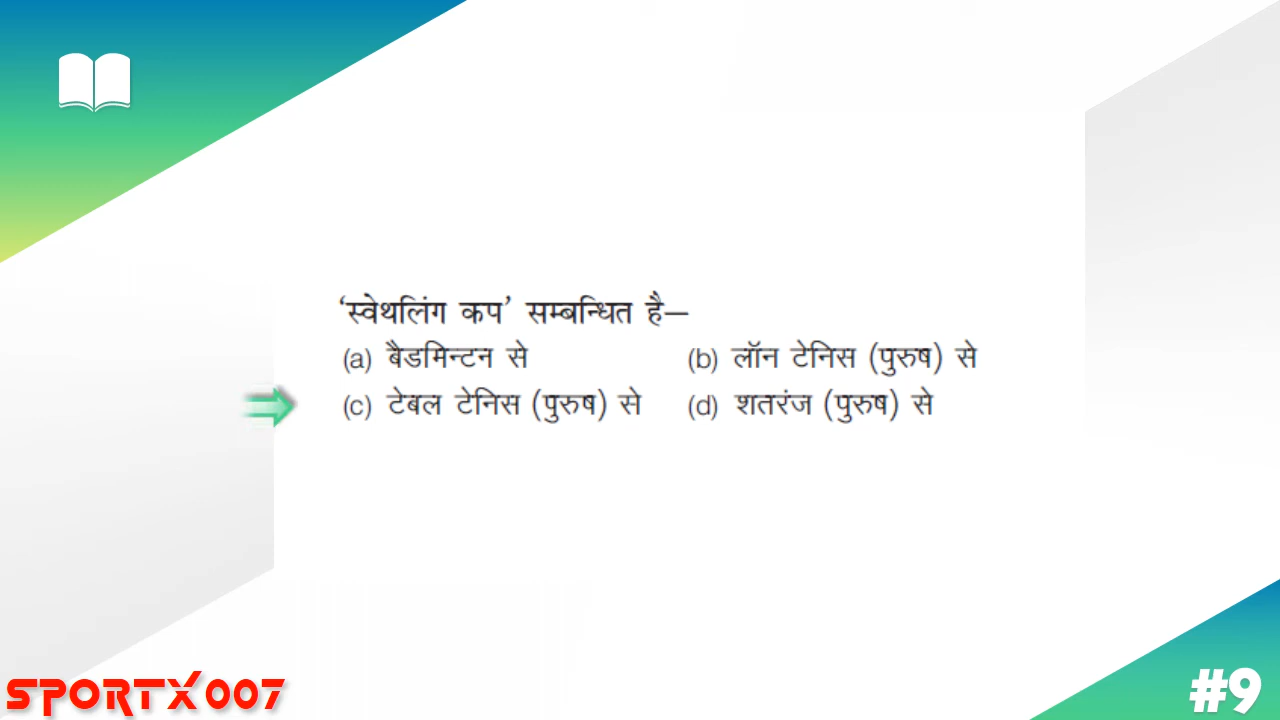 ‘स्वेथलिंग कप’ सम्बन्धित है—
(a) बैडमिन्टन से (b) लॉन टेनिस (पुरुष) से
(c) टेबल टेनिस (पुरुष) से (d) शतरंज (पुरुष) से
SPORTX007
#9